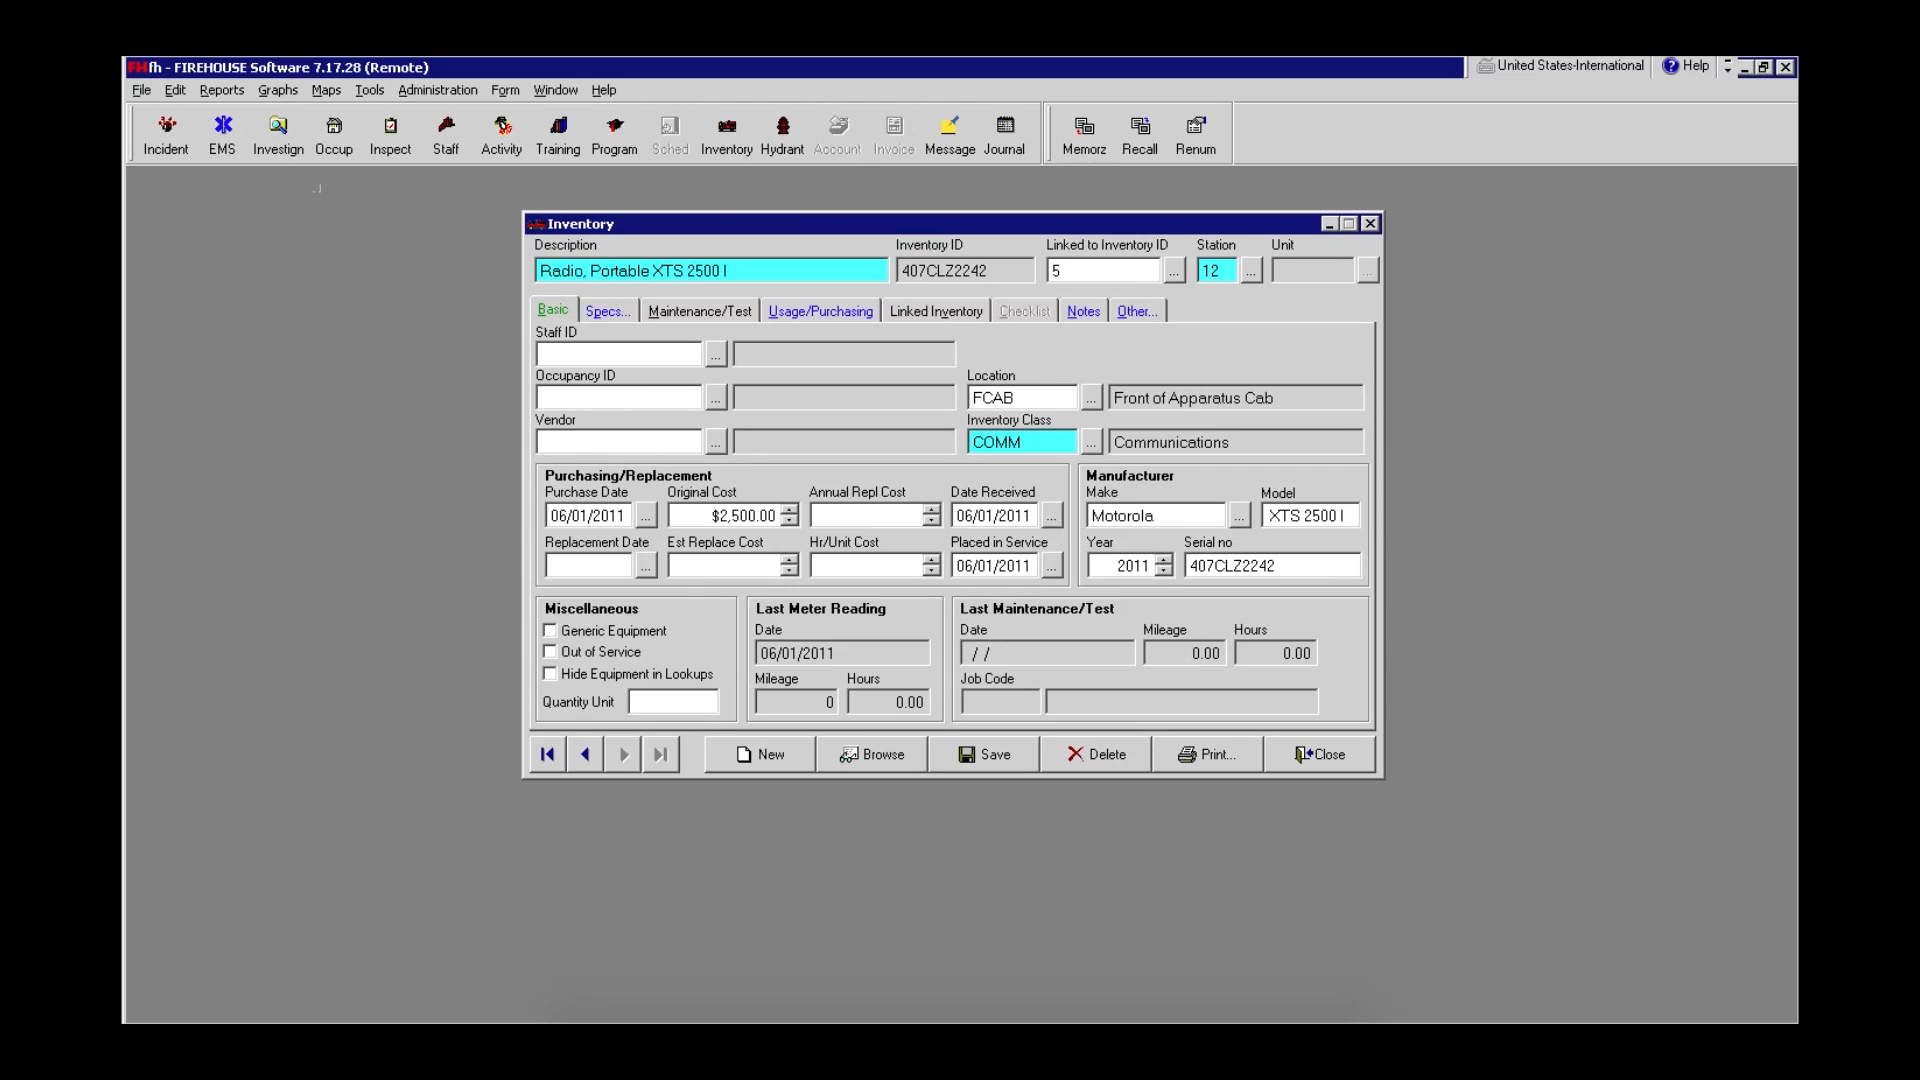 fh - FIREHOUSE Software 7.17.28 (Remote)
United States-International
Help
File Edit Reports Graphs Maps Tools Administration Form Window Help
Incident EMS Investign Occup Inspect Staff Activity Training Program Sched Inventory Hydrant Account Invoice Message Journal Memorz Recall Renum
Inventory
Description Inventory ID Linked to Inventory ID Station Unit
Radio, Portable XTS 2500 I 407CLZ2242 5 ... 12 ... ...
Basic Specs... Maintenance/Test Usage/Purchasing Linked Inventory Checklist Notes Other...
Staff ID
...
Occupancy ID Location
... FCAB ... Front of Apparatus Cab
Vendor Inventory Class
... COMM ... Communications
Purchasing/Replacement Manufacturer
Purchase Date Original Cost Annual Repl Cost Date Received Make Model
06/01/2011 ... $2,500.00 06/01/2011 ... Motorola ... XTS 2500 I
Replacement Date Est Replace Cost Hr/Unit Cost Placed in Service Year Serial no
... 06/01/2011 ... 2011 407CLZ2242
Miscellaneous Last Meter Reading Last Maintenance/Test
Generic Equipment Date Date Mileage Hours
Out of Service 06/01/2011 / / 0.00 0.00
Hide Equipment in Lookups Mileage Hours Job Code
Quantity Unit 0 0.00
New Browse Save Delete Print... Close